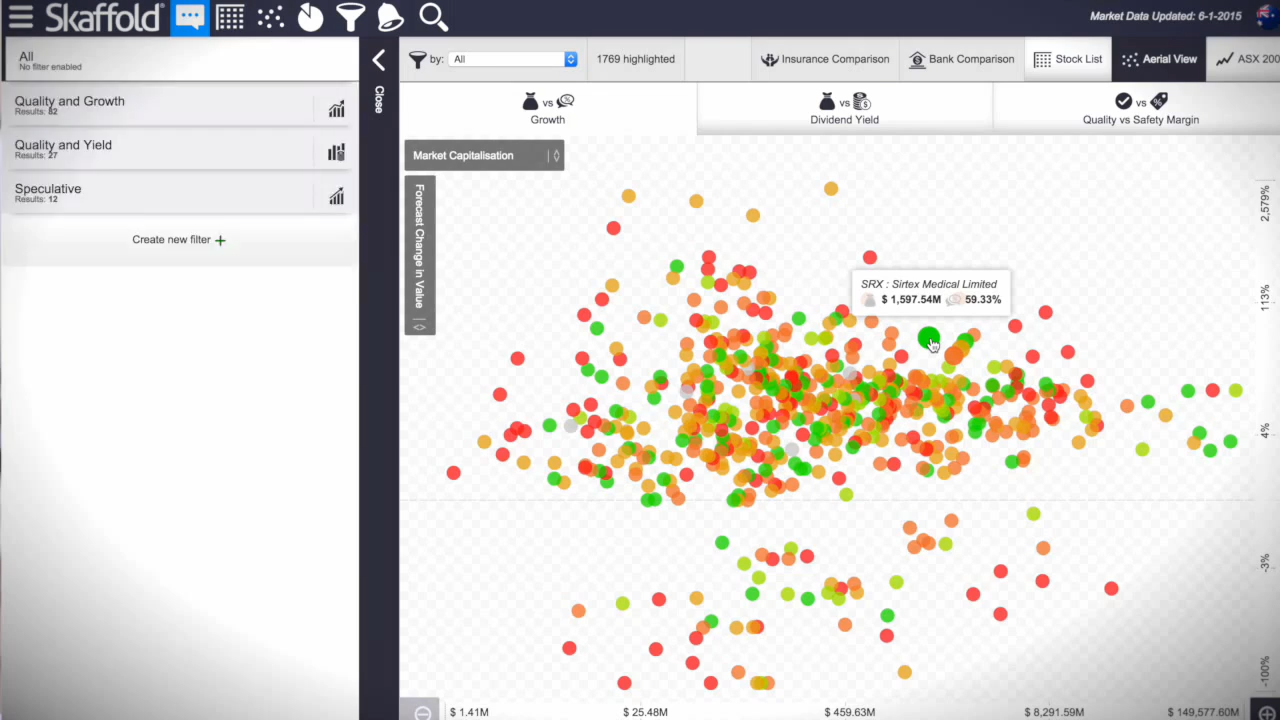 Skaffold®
Market Data Updated: 6-1-2015
All
No filter enabled
Quality and Growth
Results: 82
Quality and Yield
Results: 27
Speculative
Results: 12
Create new filter +
Close
by: All
1769 highlighted
Insurance Comparison
Bank Comparison
Stock List
Aerial View
ASX 200
vs
Growth
vs
Dividend Yield
vs
Quality vs Safety Margin
Market Capitalisation
Forecast Change in Value
SRX : Sirtex Medical Limited
$ 1,597.54M 59.33%
2,579%
113%
4%
-3%
-100%
$ 1.41M
$ 25.48M
$ 459.63M
$ 8,291.59M
$ 149,577.60M